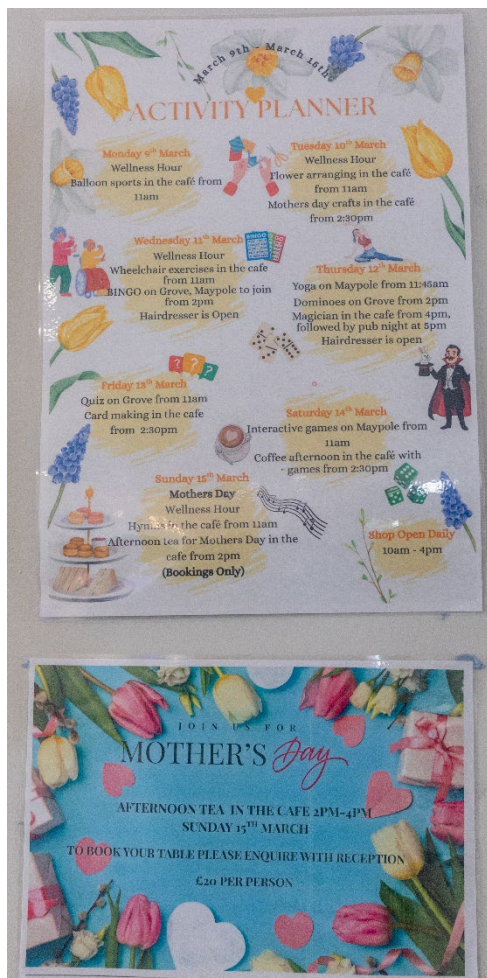 March 9th - March 15th
ACTIVITY PLANNER
Monday 9th March
Wellness Hour
Balloon sports in the café from
11am
Tuesday 10th March
Wellness Hour
Flower arranging in the café
from 11am
Mothers day crafts in the café
from 2:30pm
Wednesday 11th March
Wellness Hour
Wheelchair exercises in the cafe
from 11am
BINGO on Grove, Maypole to join
from 2pm
Hairdresser is Open
BINGO
Thursday 12th March
Yoga on Maypole from 11:45am
Dominoes on Grove from 2pm
Magician in the cafe from 4pm,
followed by pub night at 5pm
Hairdresser is open
Friday 13th March
Quiz on Grove from 11am
Card making in the cafe
from 2:30pm
? ? ?
Saturday 14th March
Interactive games on Maypole from
11am
Coffee afternoon in the café with
games from 2:30pm
Sunday 15th March
Mothers Day
Wellness Hour
Hymns in the café from 11am
Afternoon tea for Mothers Day in the
cafe from 2pm
(Bookings Only)
Shop Open Daily
10am - 4pm
JOIN US FOR
MOTHER'S Day
AFTERNOON TEA IN THE CAFE 2PM-4PM
SUNDAY 15TH MARCH
TO BOOK YOUR TABLE PLEASE ENQUIRE WITH RECEPTION
£20 PER PERSON